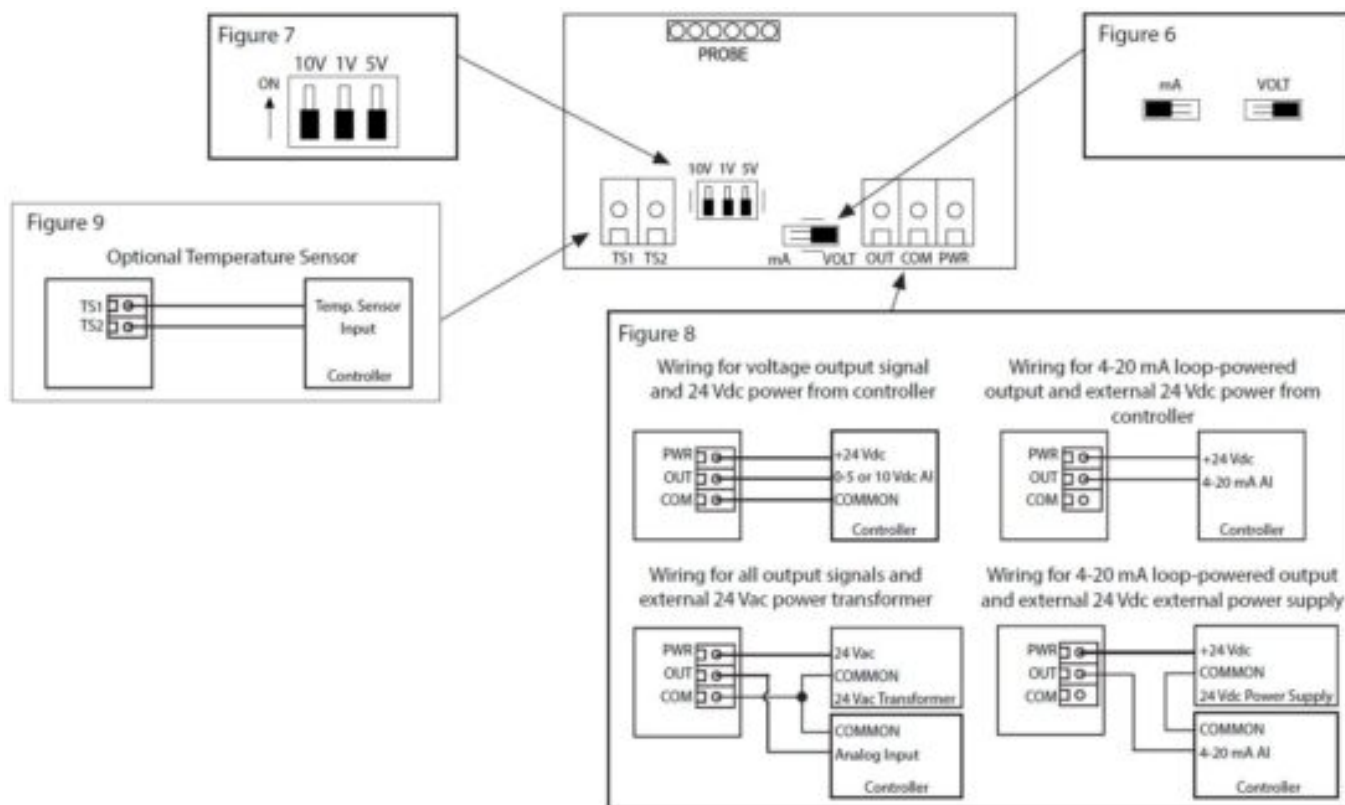 Figure 7
10V 1V 5V
ON
PROBE
10V 1V 5V
TS1 TS2
mA VOLT OUT COM PWR
Figure 6
mA VOLT
Figure 9
Optional Temperature Sensor
TS1
TS2
Temp. Sensor
Input
Controller
Figure 8
Wiring for voltage output signal
and 24 Vdc power from controller
PWR
OUT
COM
+24 Vdc
0-5 or 10 Vdc AI
COMMON
Controller
Wiring for 4-20 mA loop-powered
output and external 24 Vdc power from
controller
PWR
OUT
COM
+24 Vdc
4-20 mA AI
Controller
Wiring for all output signals and
external 24 Vac power transformer
PWR
OUT
COM
24 Vac
COMMON
24 Vac Transformer
COMMON
Analog Input
Controller
Wiring for 4-20 mA loop-powered output
and external 24 Vdc external power supply
PWR
OUT
COM
+24 Vdc
COMMON
24 Vdc Power Supply
COMMON
4-20 mA AI
Controller